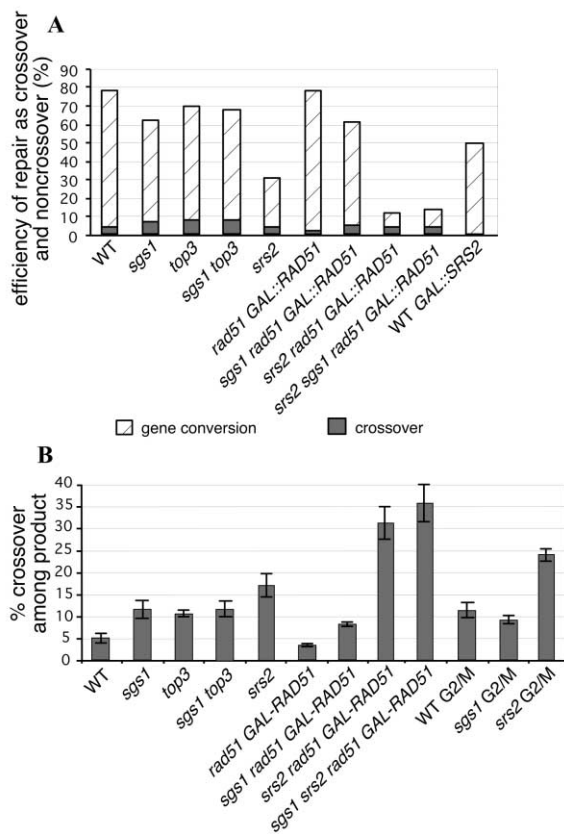 A
efficiency of repair as crossover
and noncrossover (%)
90
80
70
60
50
40
30
20
10
0
WT
sgs1
top3
sgs1 top3
srs2
rad51 GAL::RAD51
sgs1 rad51 GAL::RAD51
srs2 rad51 GAL::RAD51
srs2 sgs1 rad51 GAL::RAD51
WT GAL::SRS2
gene conversion
crossover
B
% crossover
among product
40
35
30
25
20
15
10
5
0
WT
sgs1
top3
sgs1 top3
srs2
rad51 GAL-RAD51
sgs1 rad51 GAL-RAD51
srs2 rad51 GAL-RAD51
sgs1 srs2 rad51 GAL-RAD51
WT G2/M
sgs1 G2/M
srs2 G2/M